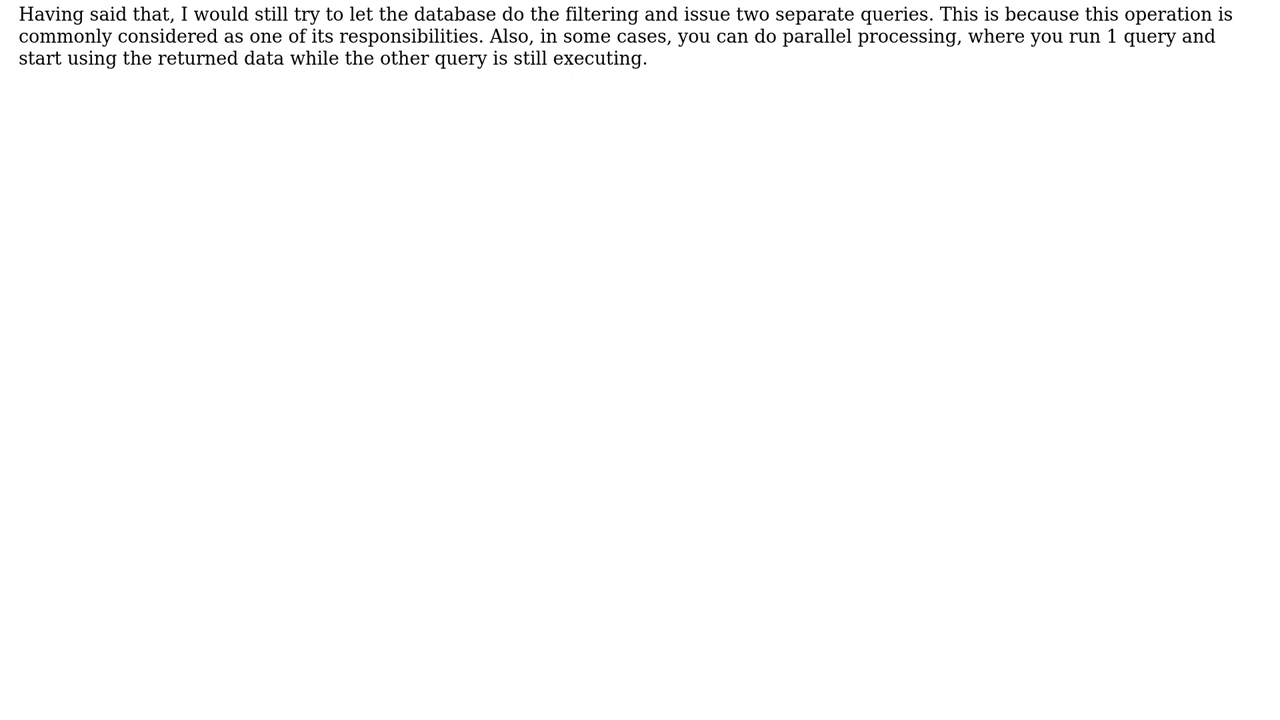 Having said that, I would still try to let the database do the filtering and issue two separate queries. This is because this operation is
commonly considered as one of its responsibilities. Also, in some cases, you can do parallel processing, where you run 1 query and
start using the returned data while the other query is still executing.